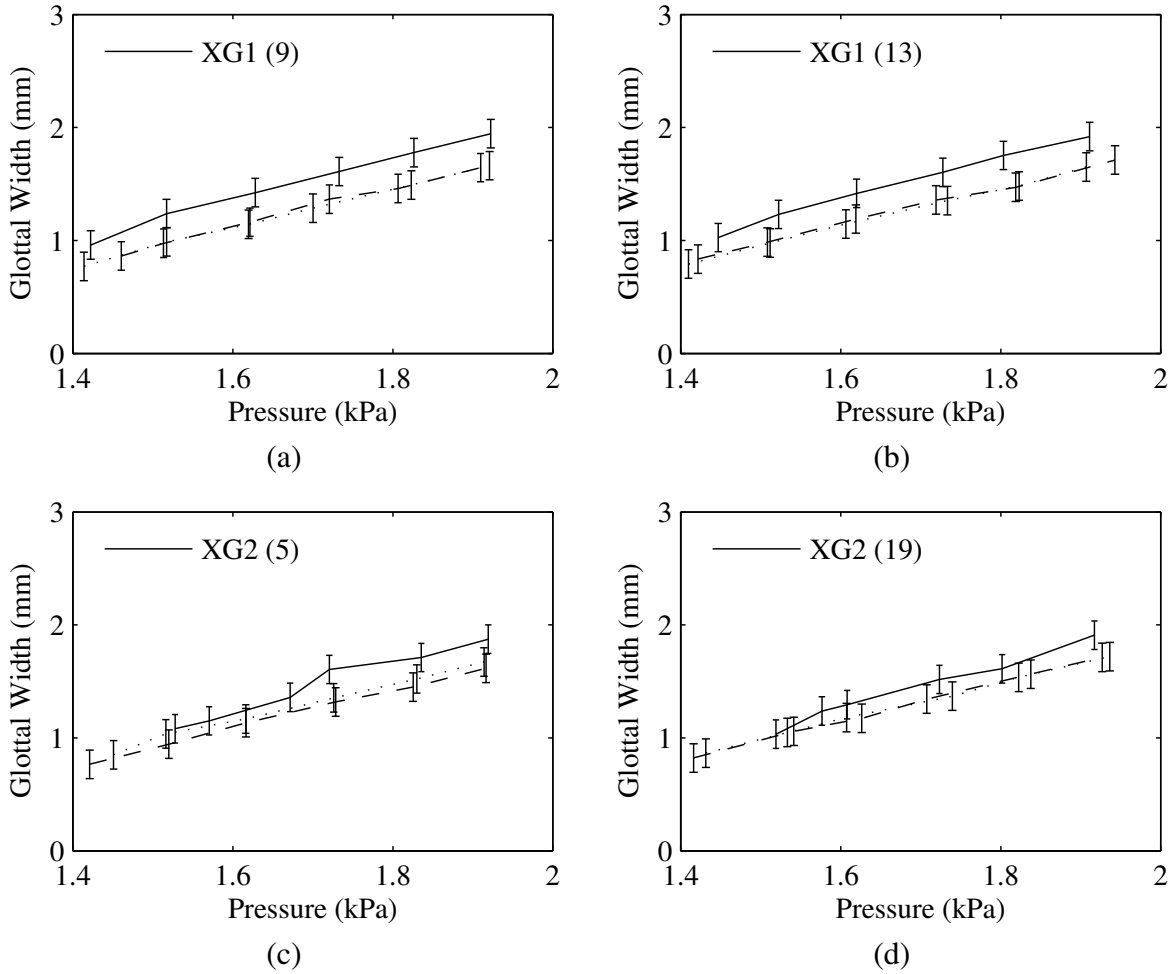 3
XG1 (9)
2
Glottal Width (mm)
1
0
1.4 1.6 1.8 2
Pressure (kPa)
(a)
3
XG1 (13)
2
Glottal Width (mm)
1
0
1.4 1.6 1.8 2
Pressure (kPa)
(b)
3
XG2 (5)
2
Glottal Width (mm)
1
0
1.4 1.6 1.8 2
Pressure (kPa)
(c)
3
XG2 (19)
2
Glottal Width (mm)
1
0
1.4 1.6 1.8 2
Pressure (kPa)
(d)